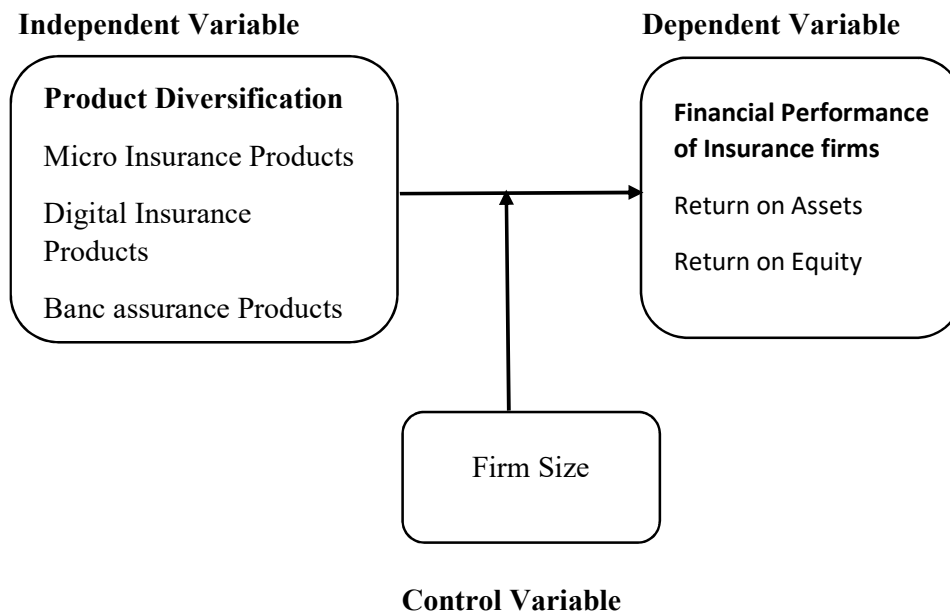 Independent Variable
Dependent Variable
Product Diversification
Micro Insurance Products
Digital Insurance
Products
Banc assurance Products
Financial Performance
of Insurance firms
Return on Assets
Return on Equity
Firm Size
Control Variable